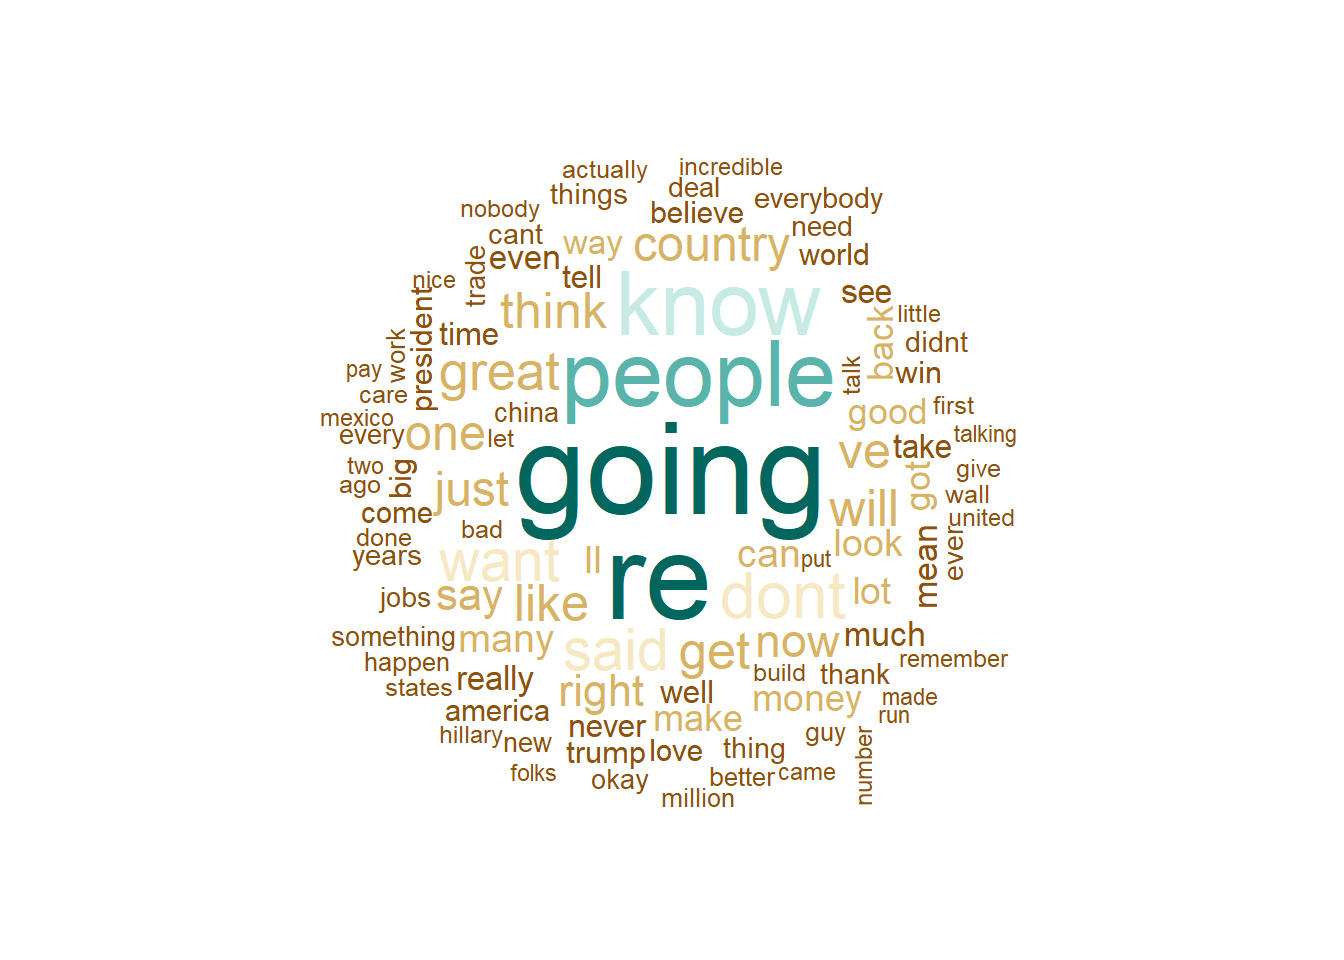 actually
incredible
things
deal
everybody
nobody
believe
need
cant
way
country
world
even
trade
nice
tell
know
see
think
little
president
time
back
didnt
work
great
people
talk
win
pay
care
china
good
first
mexico
every
one
let
going
ve
take
talking
two
ago
big
just
got
give
wall
come
bad
will
united
done
years
want
ll
can
put
look
mean
ever
jobs
say
like
re
dont
lot
something
many
said
get
now
much
happen
build
thank
remember
states
really
right
well
money
made
america
never
make
run
hillary
new
trump
love
thing
guy
number
folks
okay
better
came
million